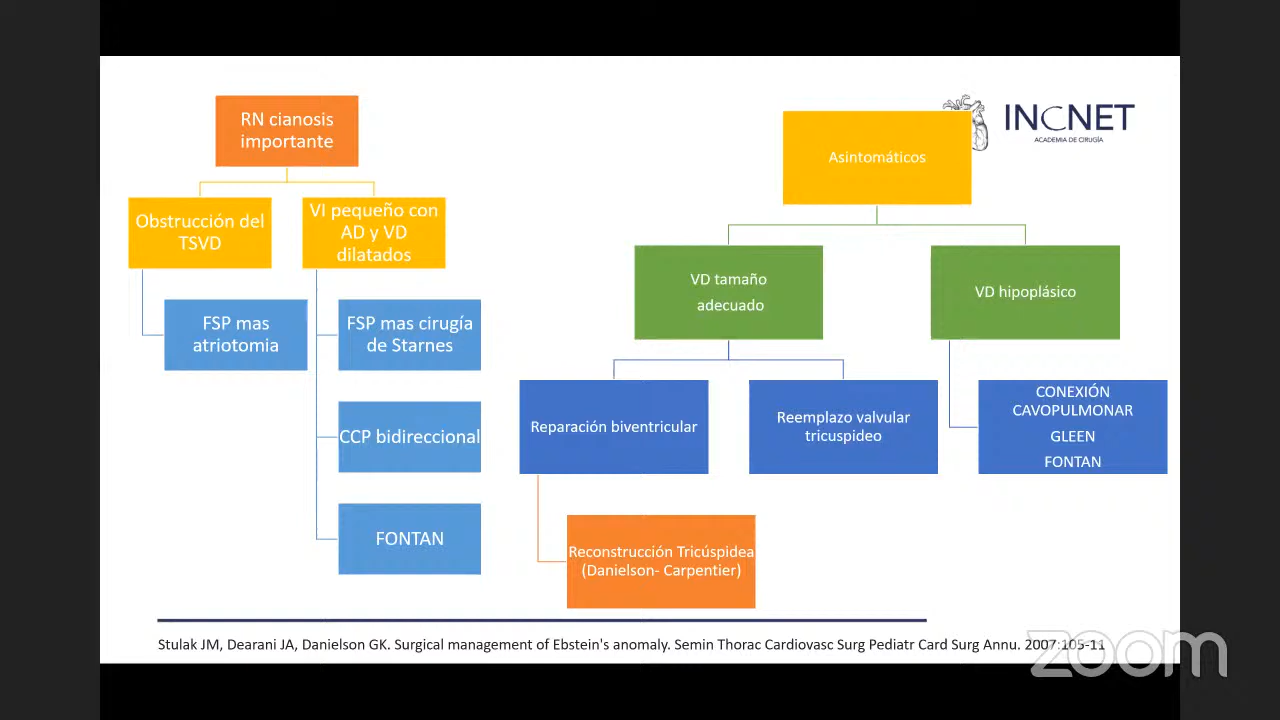 RN cianosis
importante
Obstrucción del
TSVD
VI pequeño con
AD y VD
dilatados
FSP mas
atriotomia
FSP mas cirugía
de Starnes
CCP bidireccional
FONTAN
INCNET
ACADEMIA DE CIRUGÍA
Asintomáticos
VD tamaño
adecuado
VD hipoplásico
Reparación biventricular
Reemplazo valvular
tricuspideo
CONEXIÓN
CAVOPULMONAR
GLEEN
FONTAN
Reconstrucción Tricúspidea
(Danielson- Carpentier)
Stulak JM, Dearani JA, Danielson GK. Surgical management of Ebstein's anomaly. Semin Thorac Cardiovasc Surg Pediatr Card Surg Annu. 2007:105-11
zoom